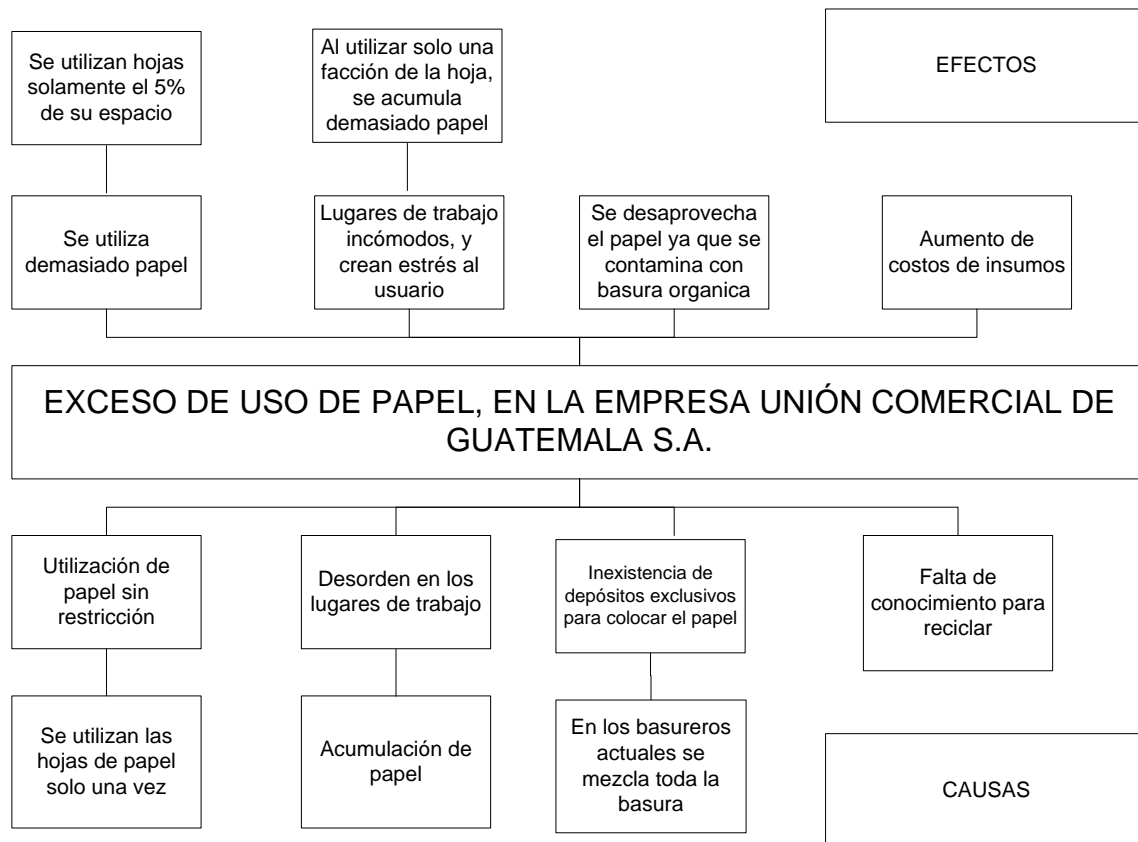 Se utilizan hojas
solamente el 5%
de su espacio
Al utilizar solo una
facción de la hoja,
se acumula
demasiado papel
EFECTOS
Se utiliza
demasiado papel
Lugares de trabajo
incómodos, y
crean estrés al
usuario
Se desaprovecha
el papel ya que se
contamina con
basura organica
Aumento de
costos de insumos
EXCESO DE USO DE PAPEL, EN LA EMPRESA UNIÓN COMERCIAL DE
GUATEMALA S.A.
Utilización de
papel sin
restricción
Desorden en los
lugares de trabajo
Inexistencia de
depósitos exclusivos
para colocar el papel
Falta de
conocimiento para
reciclar
Se utilizan las
hojas de papel
solo una vez
Acumulación de
papel
En los basureros
actuales se
mezcla toda la
basura
CAUSAS